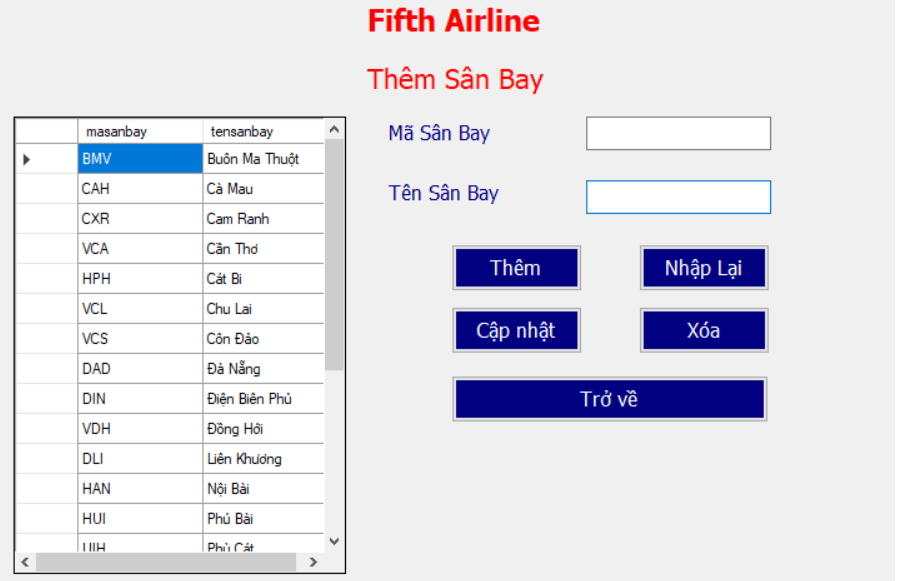 Fifth Airline
Thêm Sân Bay
masanbay tensanbay
BMV Buôn Ma Thuột
CAH Cà Mau
CXR Cam Ranh
VCA Cần Thơ
HPH Cát Bi
VCL Chu Lai
VCS Côn Đảo
DAD Đà Nẵng
DIN Điện Biên Phủ
VDH Đồng Hới
DLI Liên Khương
HAN Nội Bài
HUI Phú Bài
UIH Phù Cát
Mã Sân Bay
Tên Sân Bay
Thêm Nhập Lại
Cập nhật Xóa
Trở về